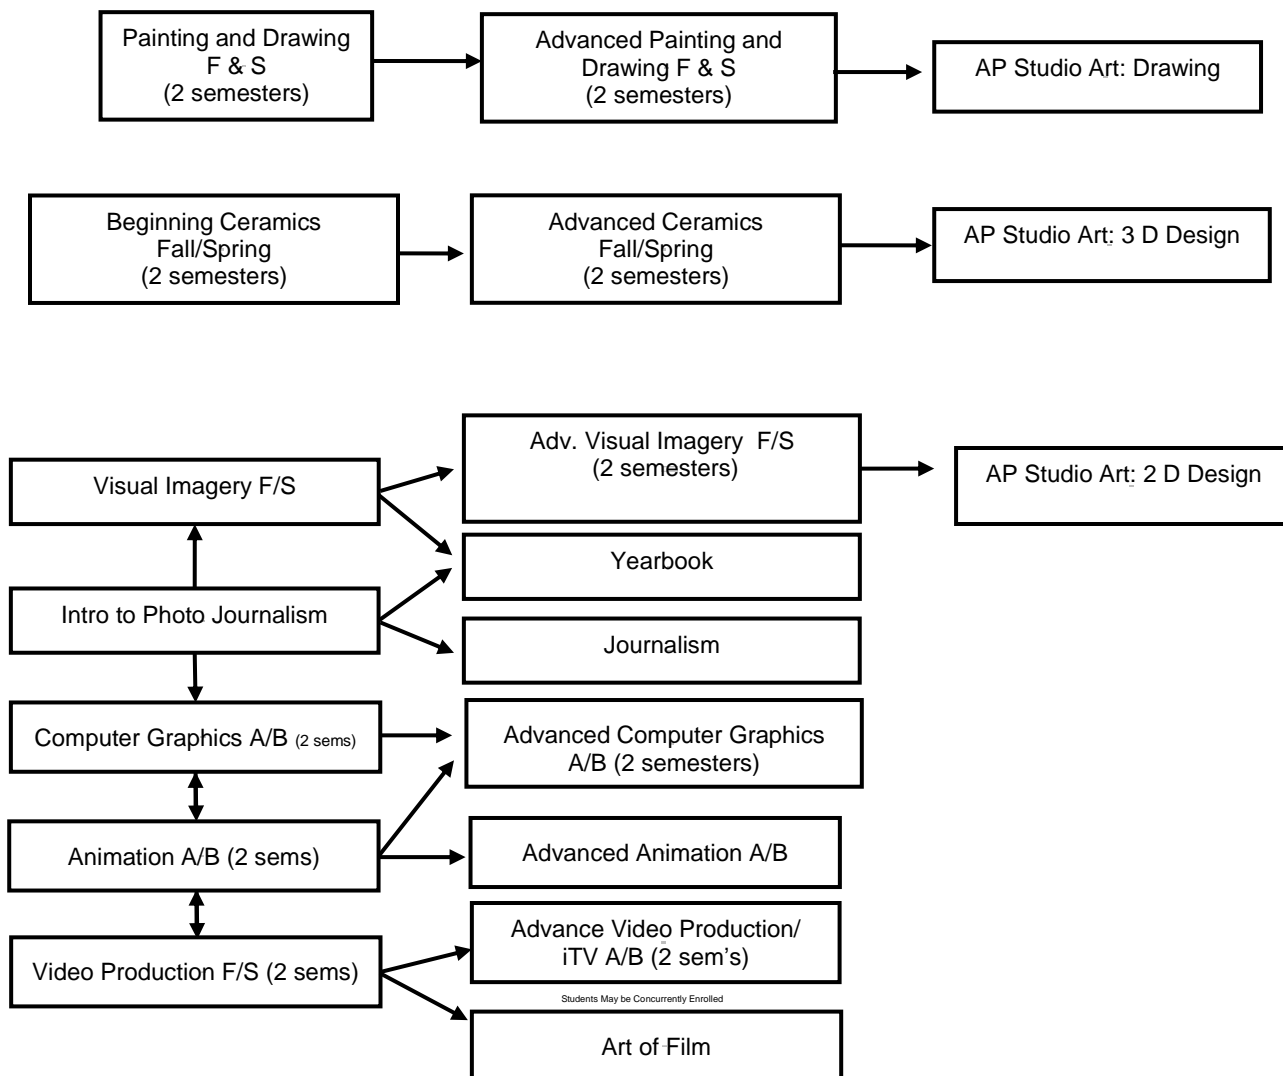 Painting and Drawing
F & S
(2 semesters)
Advanced Painting and
Drawing F & S
(2 semesters)
AP Studio Art: Drawing
Beginning Ceramics
Fall/Spring
(2 semesters)
Advanced Ceramics
Fall/Spring
(2 semesters)
AP Studio Art: 3 D Design
Visual Imagery F/S
Adv. Visual Imagery F/S
(2 semesters)
AP Studio Art: 2 D Design
Yearbook
Intro to Photo Journalism
Journalism
Computer Graphics A/B (2 sems)
Advanced Computer Graphics
A/B (2 semesters)
Animation A/B (2 sems)
Advanced Animation A/B
Video Production F/S (2 sems)
Advance Video Production/
iTV A/B (2 sem’s)
Students May be Concurrently Enrolled
Art of Film